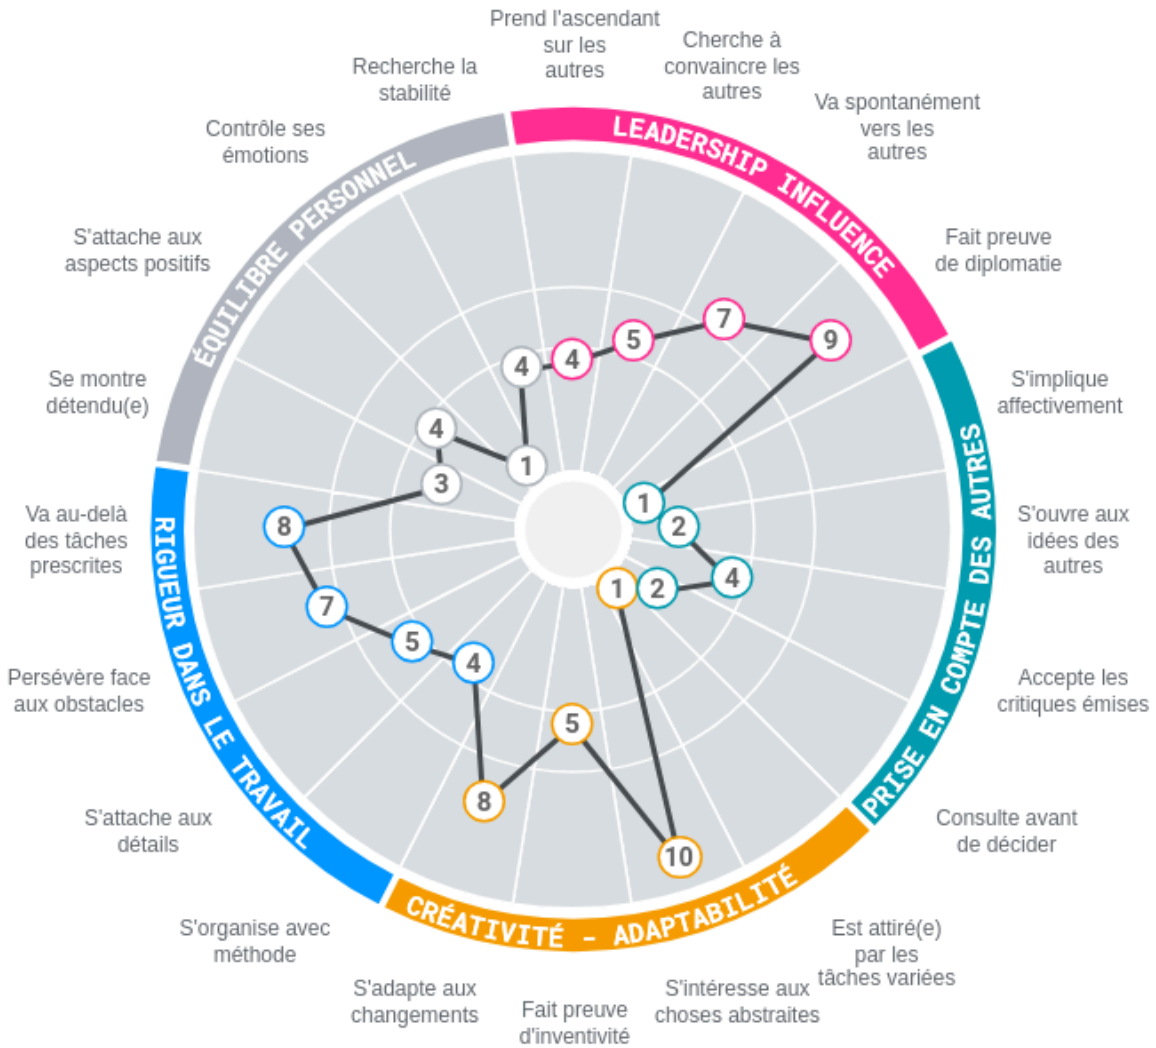 Prend l'ascendant
sur les
autres
Cherche à
convaincre les
autres
Va spontanément
vers les
autres
Fait preuve
de diplomatie
S'implique
affectivement
S'ouvre aux
idées des
autres
Accepte les
critiques émises
Consulte avant
de décider
Est attiré(e)
par les
tâches variées
S'intéresse aux
choses abstraites
Fait preuve
d'inventivité
S'adapte aux
changements
S'organise avec
méthode
S'attache aux
détails
Persévère face
aux obstacles
Va au-delà
des tâches
prescrites
Se montre
détendu(e)
S'attache aux
aspects positifs
Contrôle ses
émotions
Recherche la
stabilité
LEADERSHIP INFLUENCE
PRISE EN COMPTE DES AUTRES
CRÉATIVITÉ - ADAPTABILITÉ
RIGUEUR DANS LE TRAVAIL
ÉQUILIBRE PERSONNEL
4
5
7
9
1
2
4
2
1
10
5
8
4
5
7
8
3
4
1
4